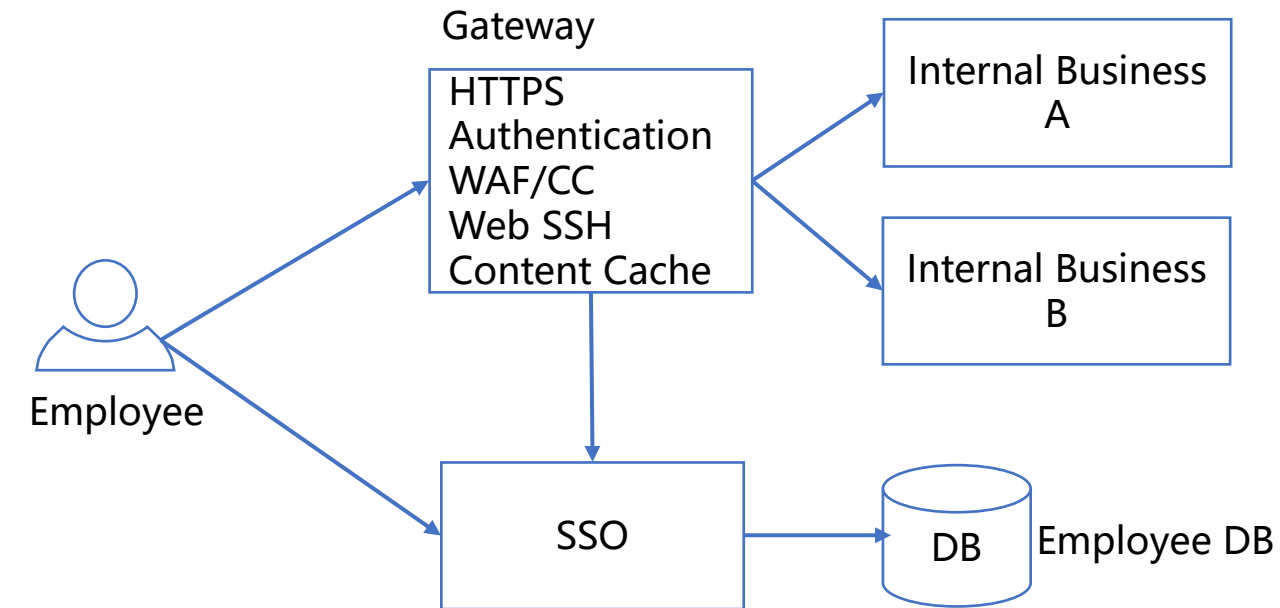 Gateway
HTTPS
Authentication
WAF/CC
Web SSH
Content Cache
Internal Business
A
Internal Business
B
Employee
SSO
DB
Employee DB